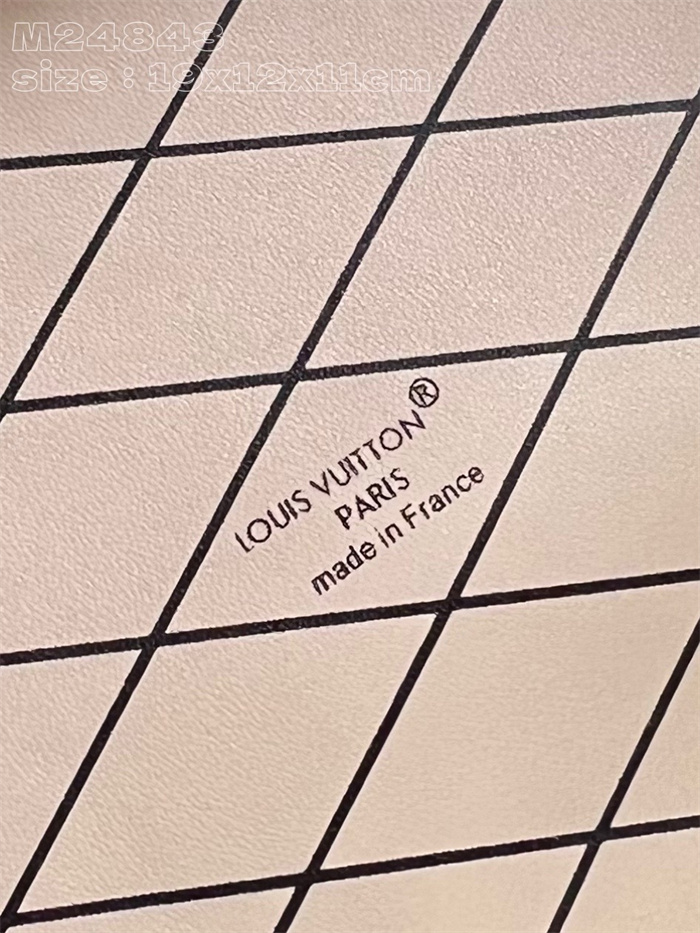 M24843
size : 19x12x11cm
LOUIS VUITTON®
PARIS
made in France